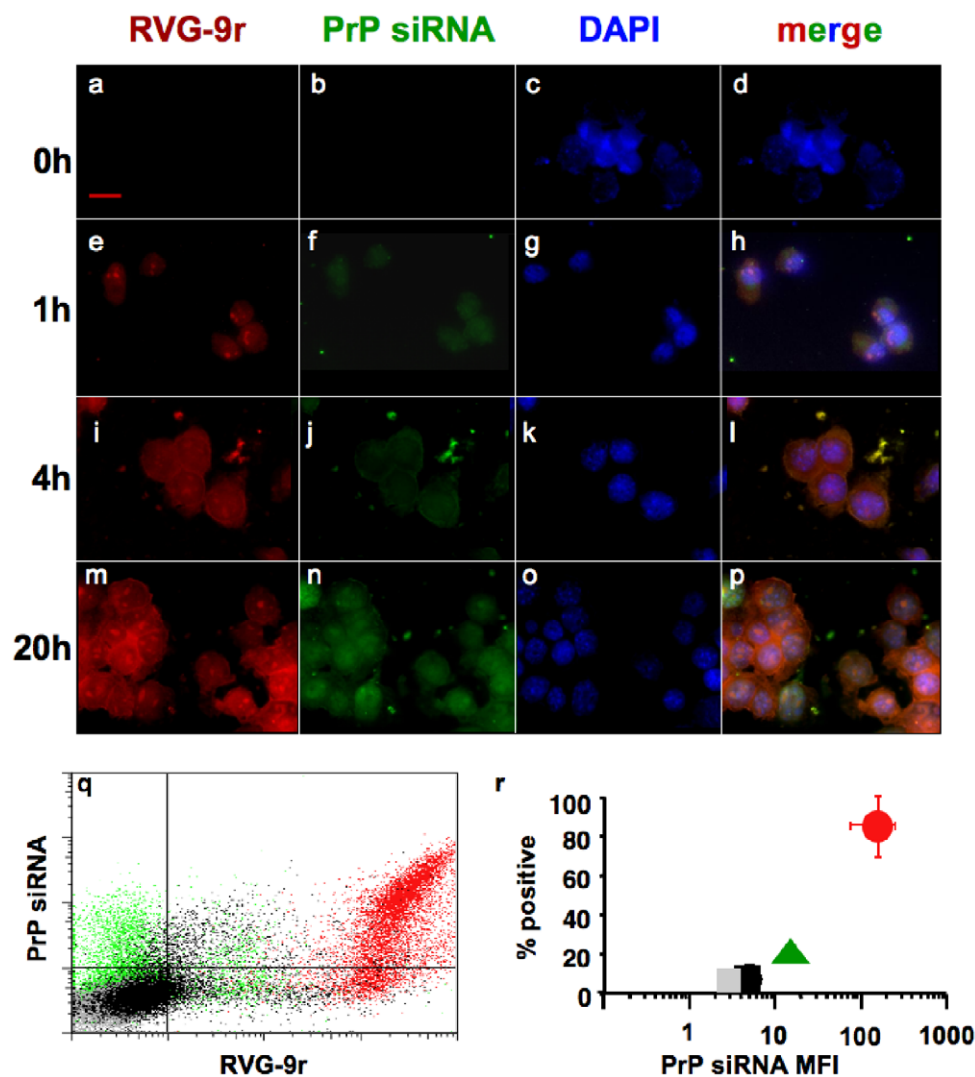 RVG-9r PrP siRNA DAPI merge
0h a b c d
1h e f g h
4h i j k l
20h m n o p
q
PrP siRNA
RVG-9r
r
% positive
100
80
60
40
20
0
1 10 100 1000
PrP siRNA MFI